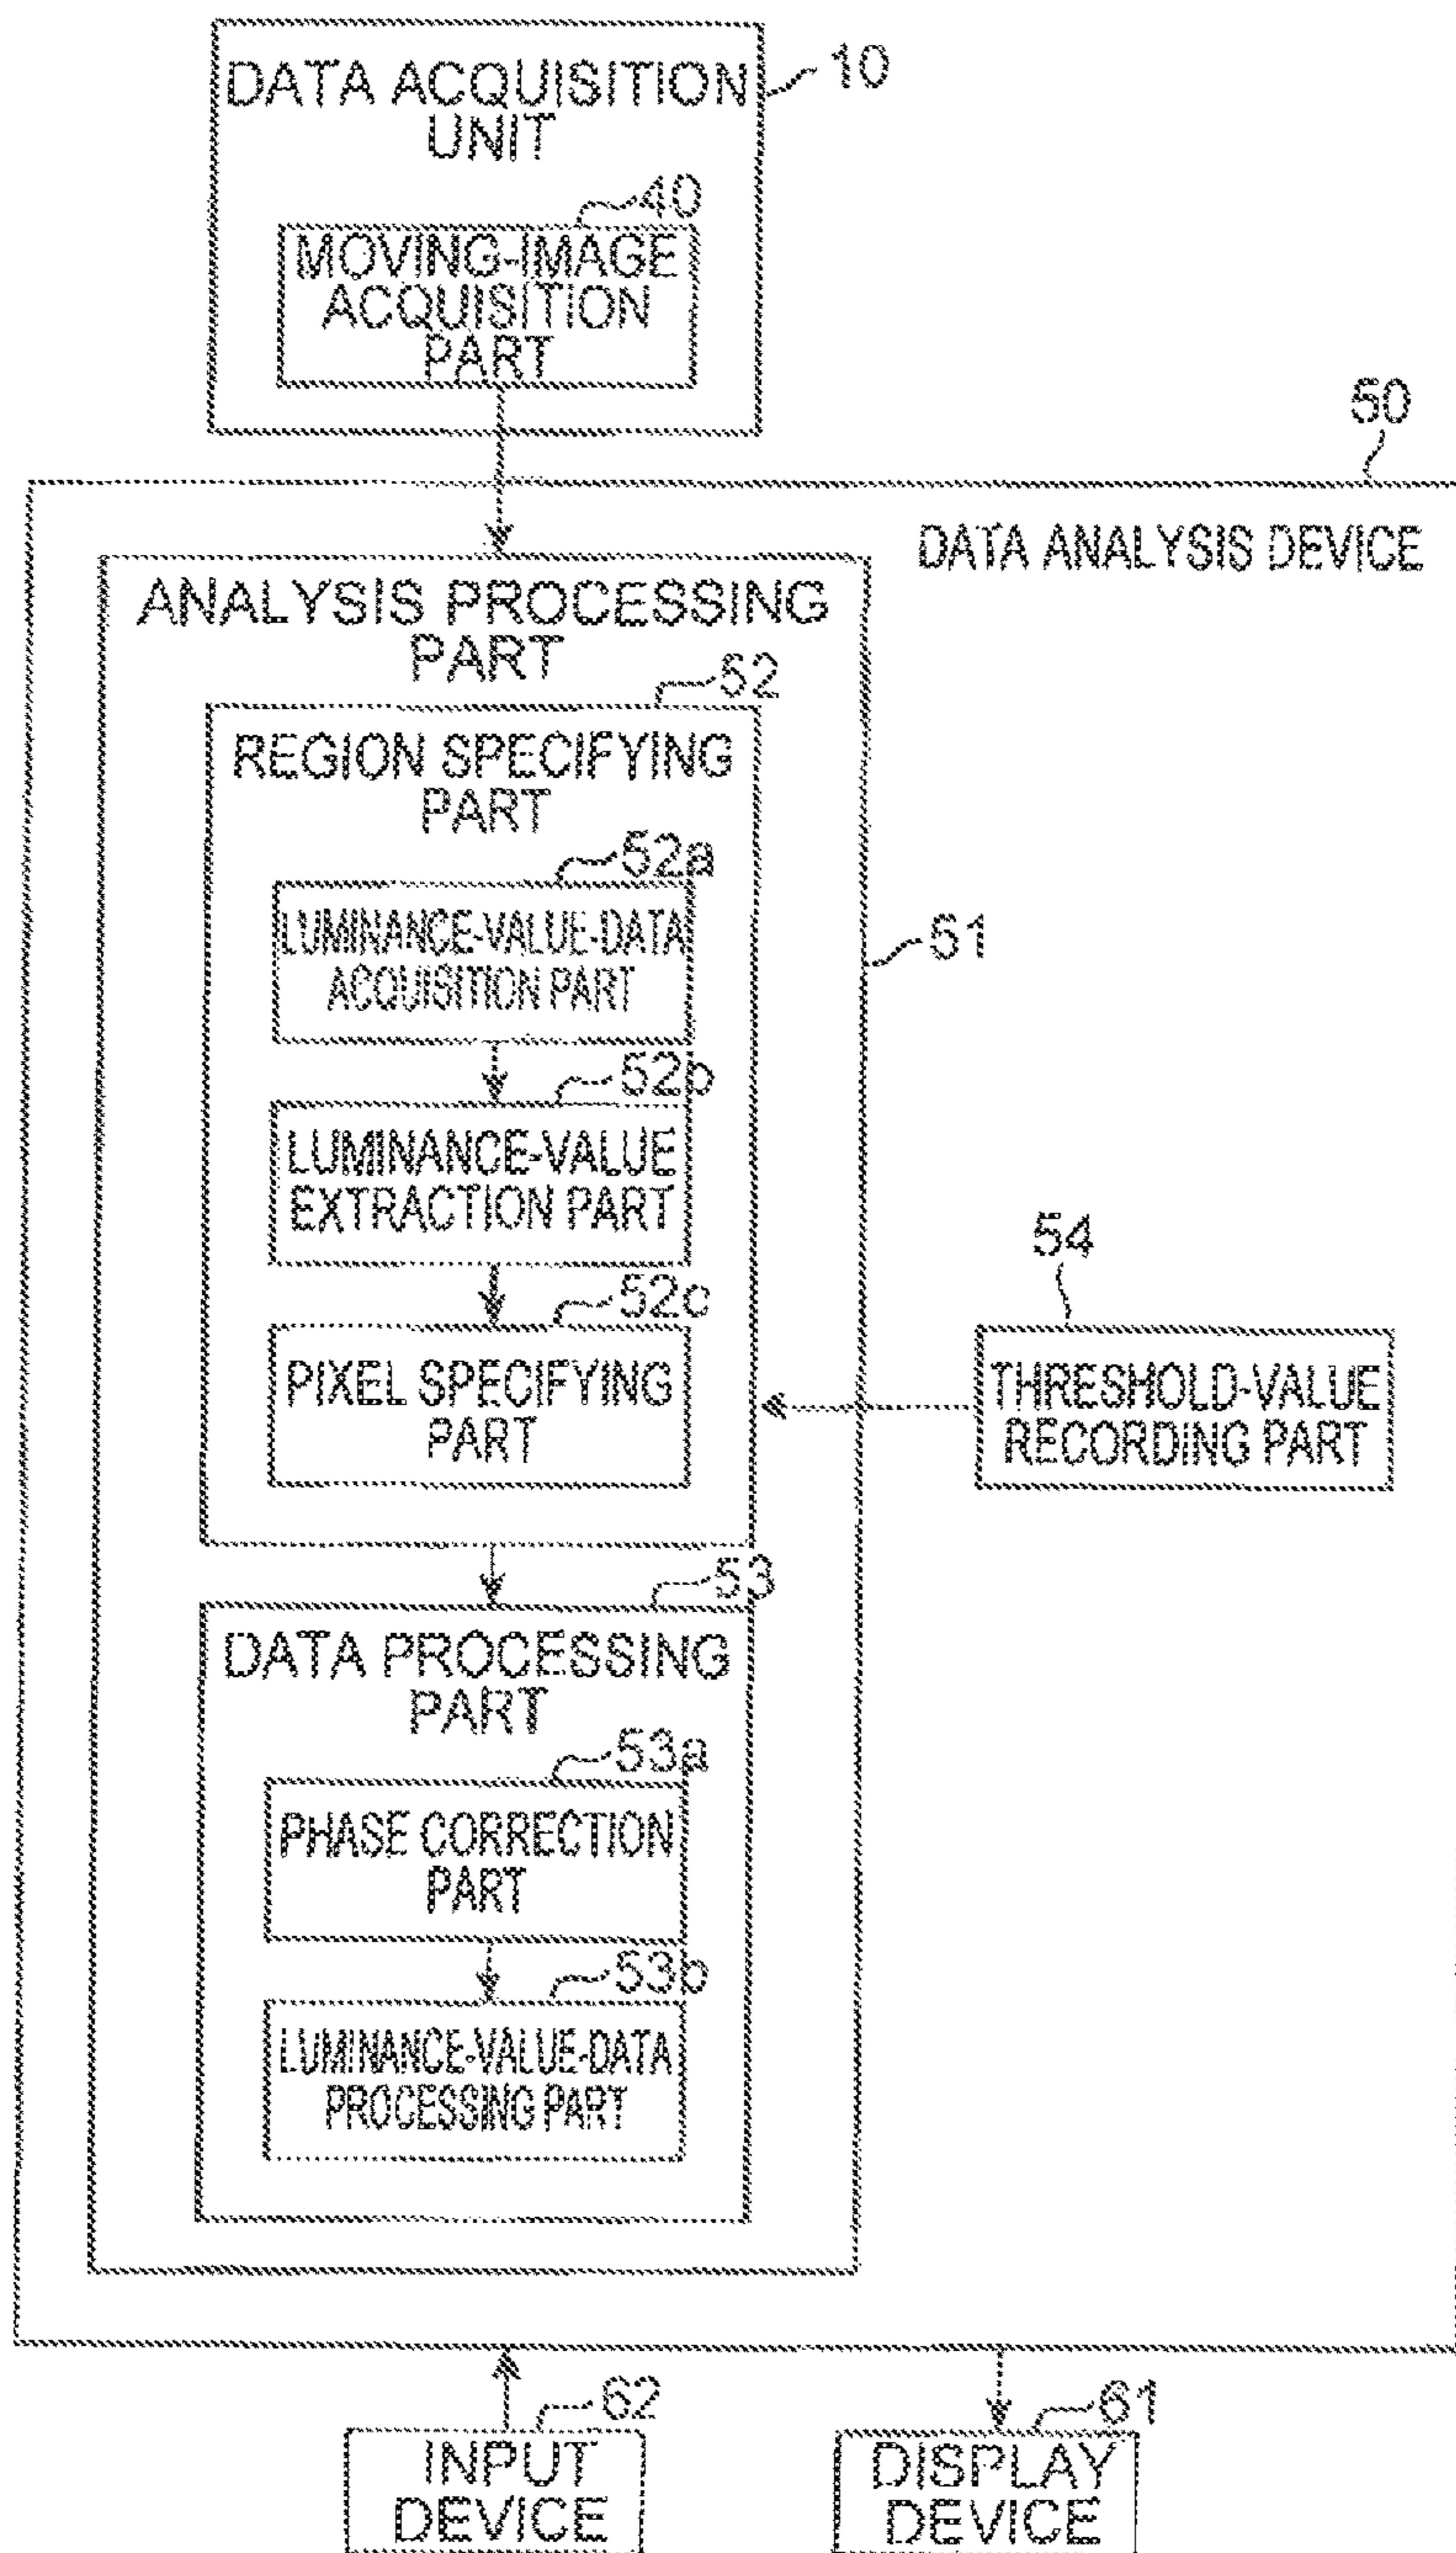 DATA ACQUISITION
UNIT
10
40
MOVING-IMAGE
ACQUISITION
PART
50
DATA ANALYSIS DEVICE
ANALYSIS PROCESSING
PART
52
REGION SPECIFYING
PART
52a
LUMINANCE-VALUE-DATA
ACQUISITION PART
51
52b
LUMINANCE-VALUE
EXTRACTION PART
54
52c
PIXEL SPECIFYING
PART
THRESHOLD-VALUE
RECORDING PART
53
DATA PROCESSING
PART
53a
PHASE CORRECTION
PART
53b
LUMINANCE-VALUE-DATA
PROCESSING PART
62
INPUT
DEVICE
61
DISPLAY
DEVICE